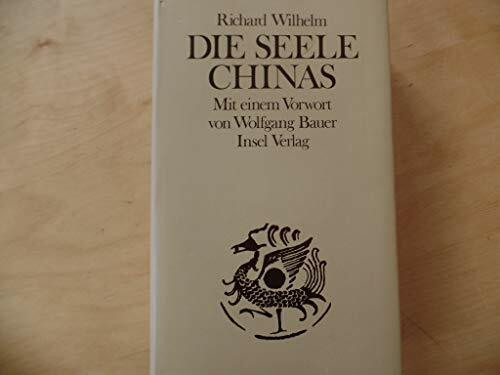 Richard Wilhelm
DIE SEELE
CHINAS
Mit einem Vorwort
von Wolfgang Bauer
Insel Verlag